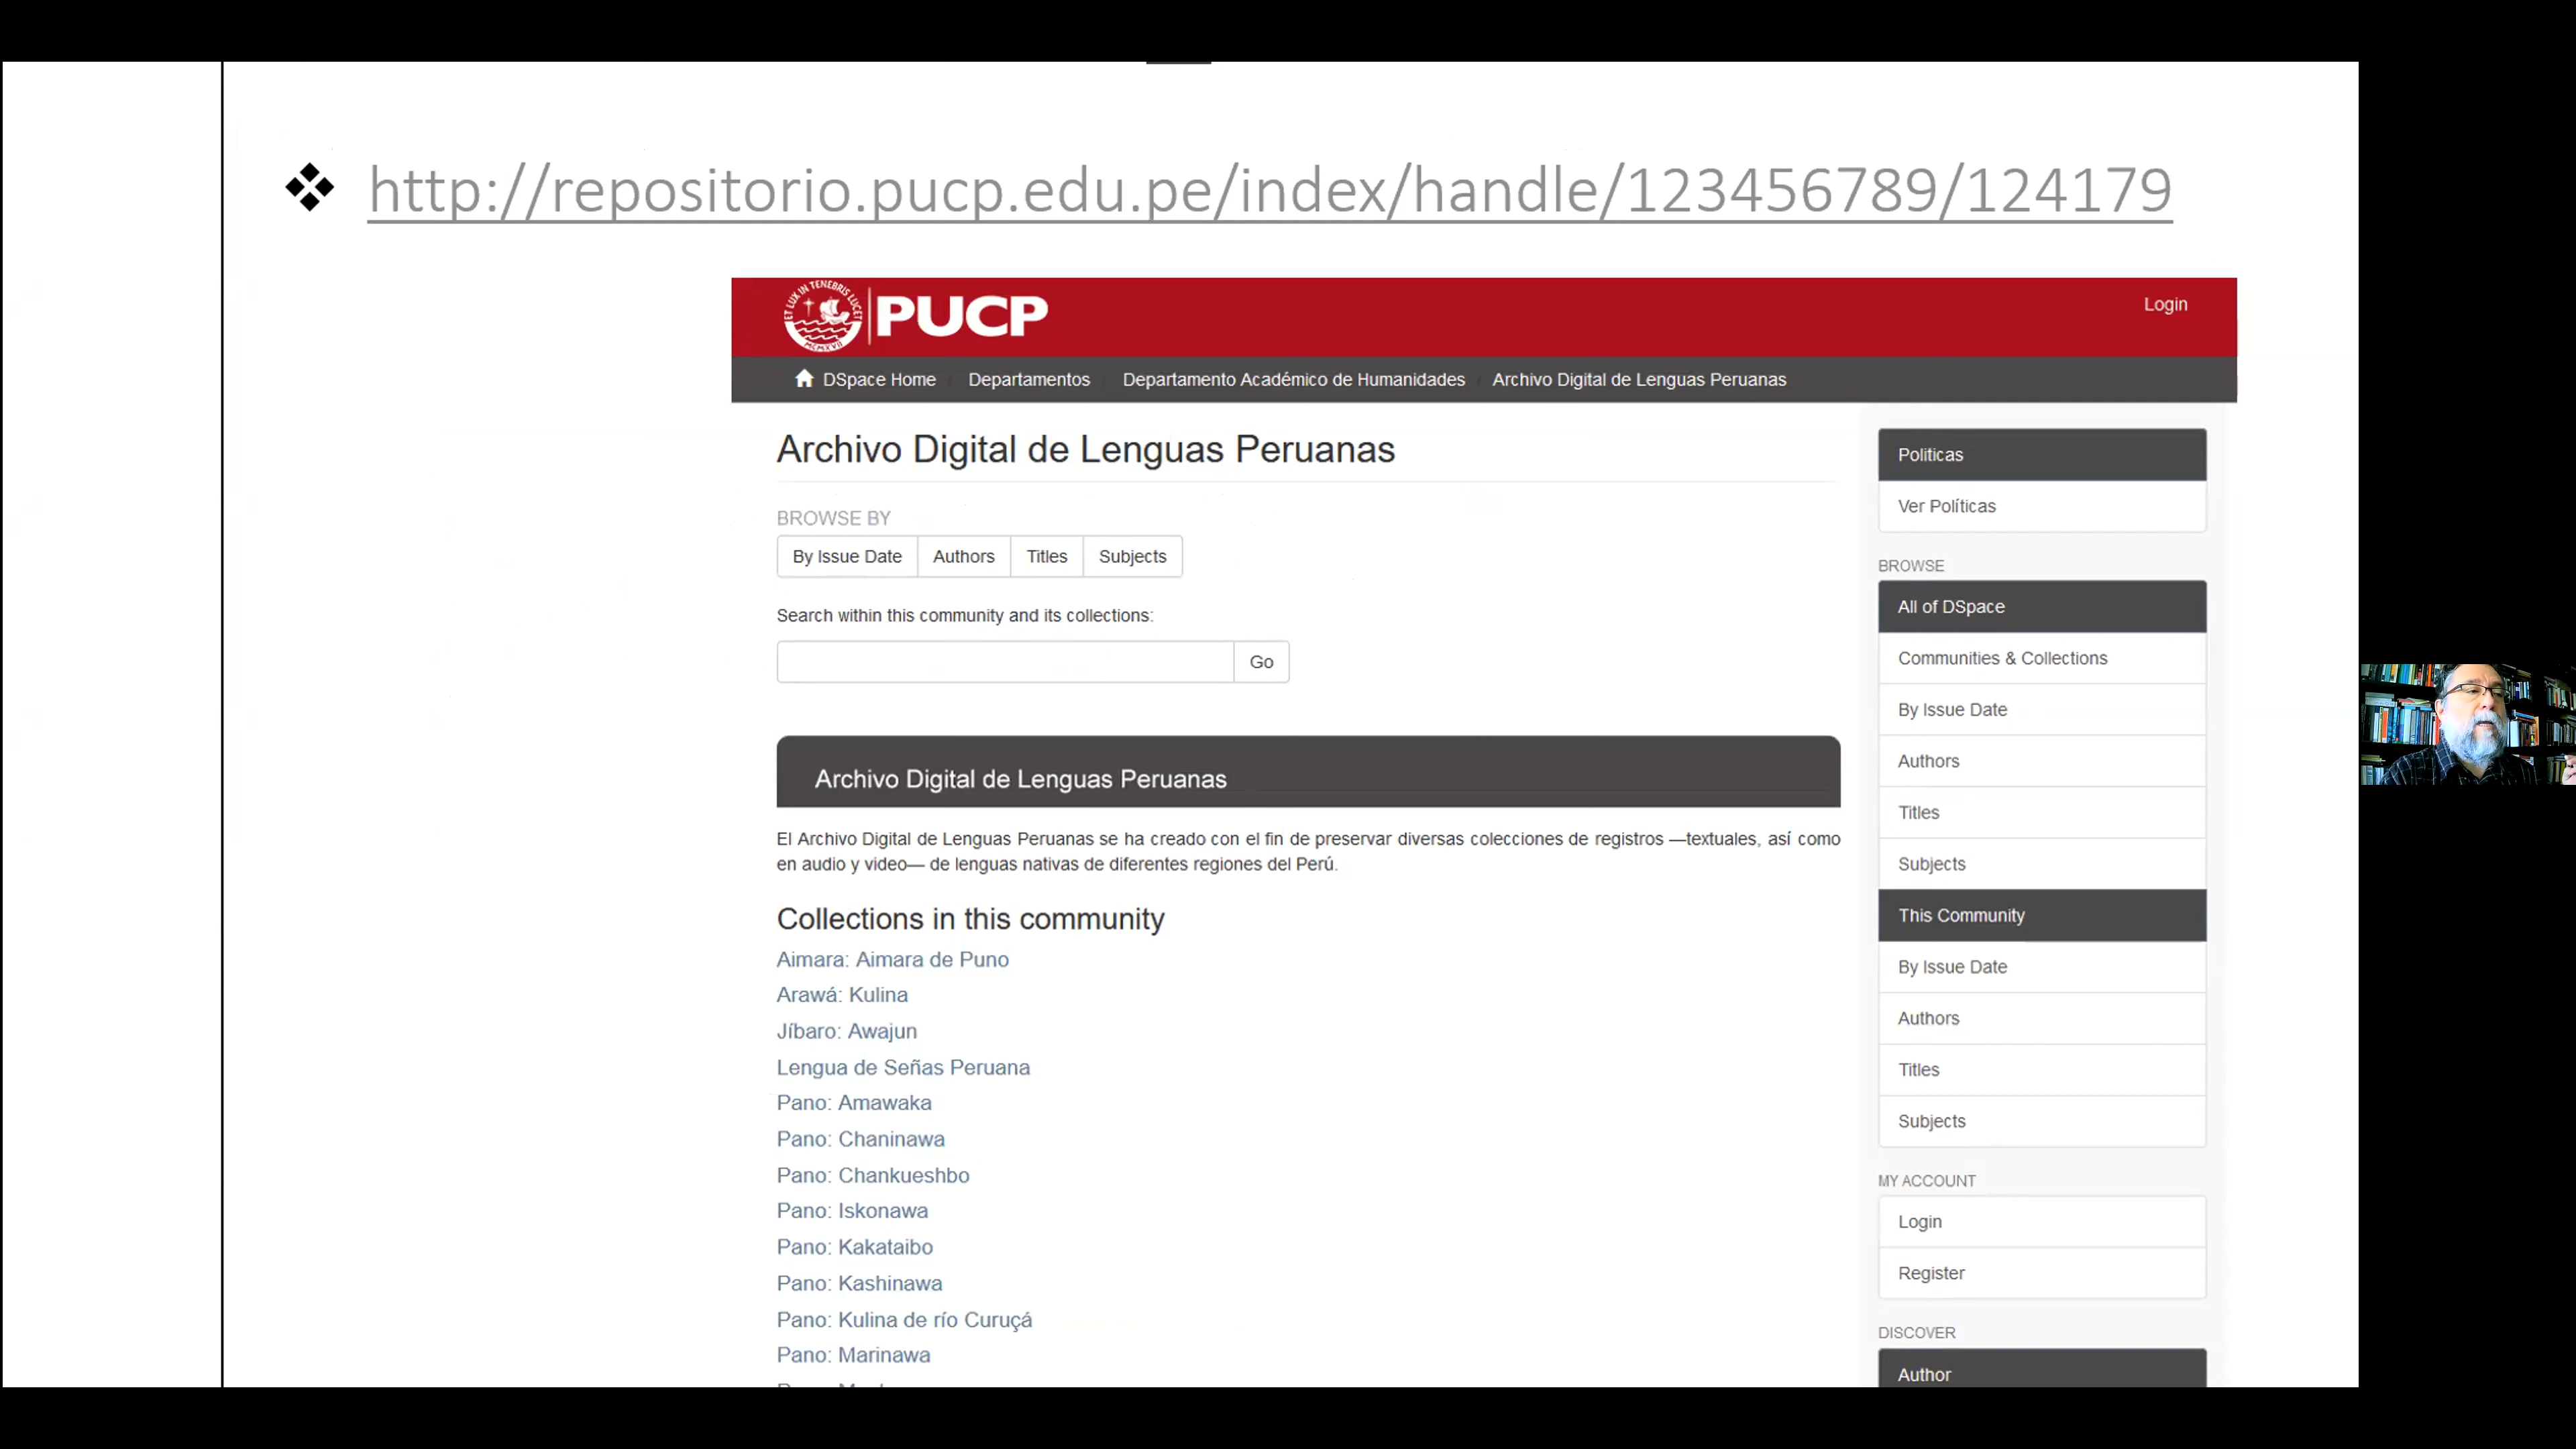 http://repositorio.pucp.edu.pe/index/handle/123456789/124179
ET LUX IN TENEBRIS LUCET
MCMXVII
PUCP
Login
DSpace Home
Departamentos
Departamento Académico de Humanidades
Archivo Digital de Lenguas Peruanas
Archivo Digital de Lenguas Peruanas
BROWSE BY
By Issue Date
Authors
Titles
Subjects
Search within this community and its collections:
Go
Archivo Digital de Lenguas Peruanas
El Archivo Digital de Lenguas Peruanas se ha creado con el fin de preservar diversas colecciones de registros —textuales, así como
en audio y video— de lenguas nativas de diferentes regiones del Perú.
Collections in this community
Aimara: Aimara de Puno
Arawá: Kulina
Jíbaro: Awajun
Lengua de Señas Peruana
Pano: Amawaka
Pano: Chaninawa
Pano: Chankueshbo
Pano: Iskonawa
Pano: Kakataibo
Pano: Kashinawa
Pano: Kulina de río Curuçá
Pano: Marinawa
Politicas
Ver Políticas
BROWSE
All of DSpace
Communities & Collections
By Issue Date
Authors
Titles
Subjects
This Community
By Issue Date
Authors
Titles
Subjects
MY ACCOUNT
Login
Register
DISCOVER
Author